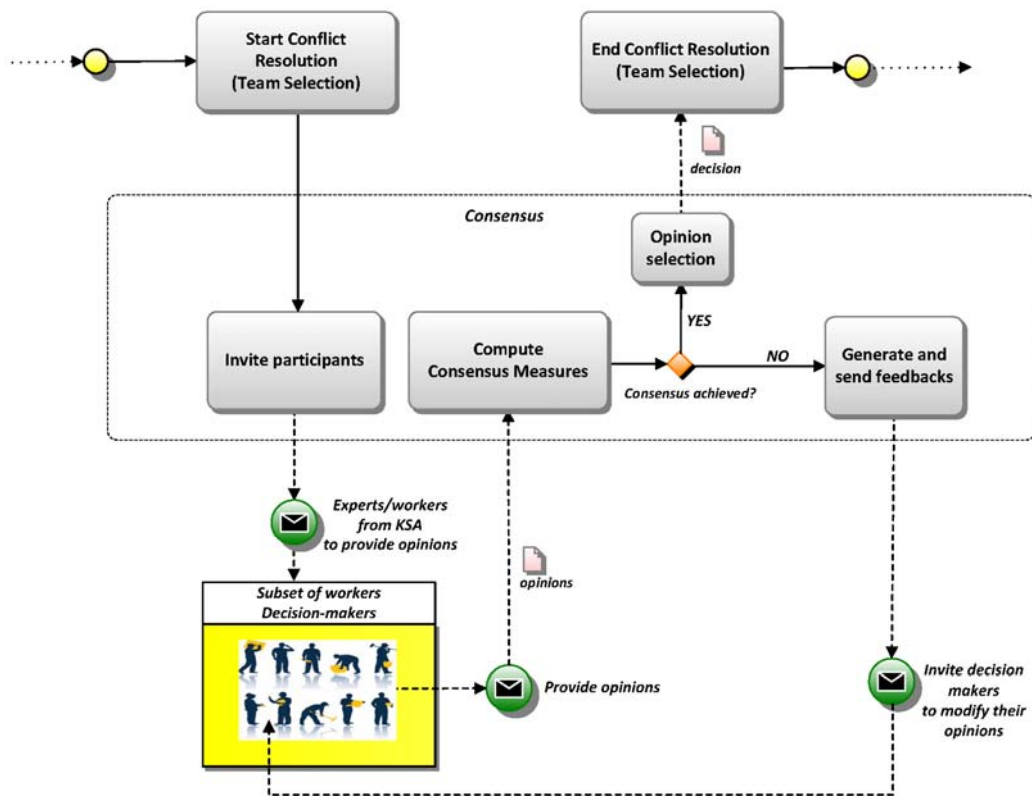 Start Conflict
Resolution
(Team Selection)
End Conflict Resolution
(Team Selection)
decision
Consensus
Opinion
selection
YES
Invite participants
Compute
Consensus Measures
NO
Consensus achieved?
Generate and
send feedbacks
Experts/workers
from KSA
to provide opinions
opinions
Subset of workers
Decision-makers
Provide opinions
Invite decision
makers
to modify their
opinions